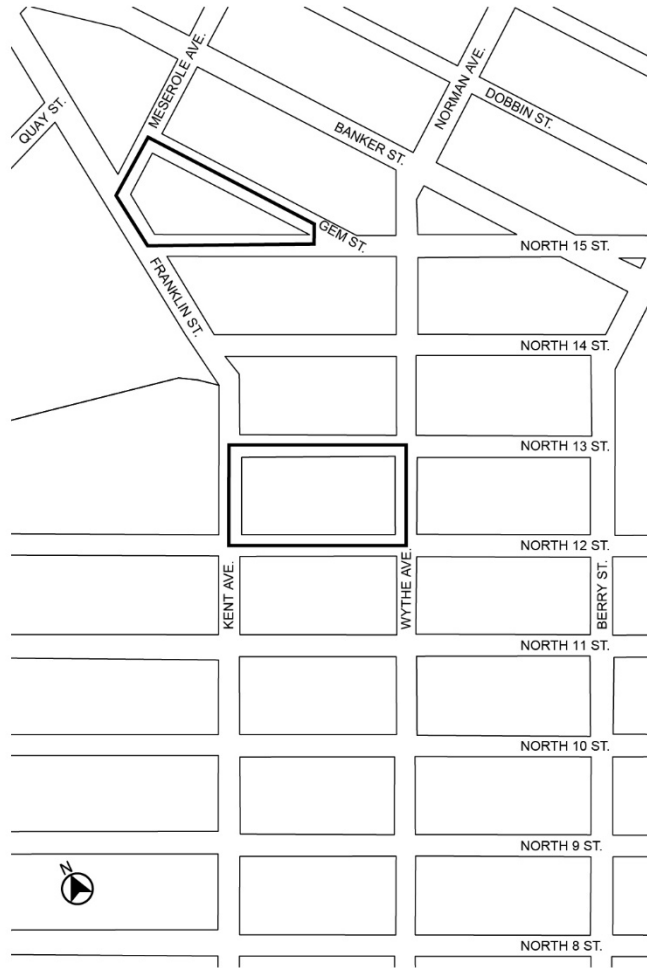 MESEROLE AVE.
NORMAN AVE.
QUAY ST.
DOBBIN ST.
BANKER ST.
GEM ST.
NORTH 15 ST.
FRANKLIN ST.
NORTH 14 ST.
NORTH 13 ST.
NORTH 12 ST.
KENT AVE.
WYTHE AVE.
BERRY ST.
NORTH 11 ST.
NORTH 10 ST.
NORTH 9 ST.
N
NORTH 8 ST.